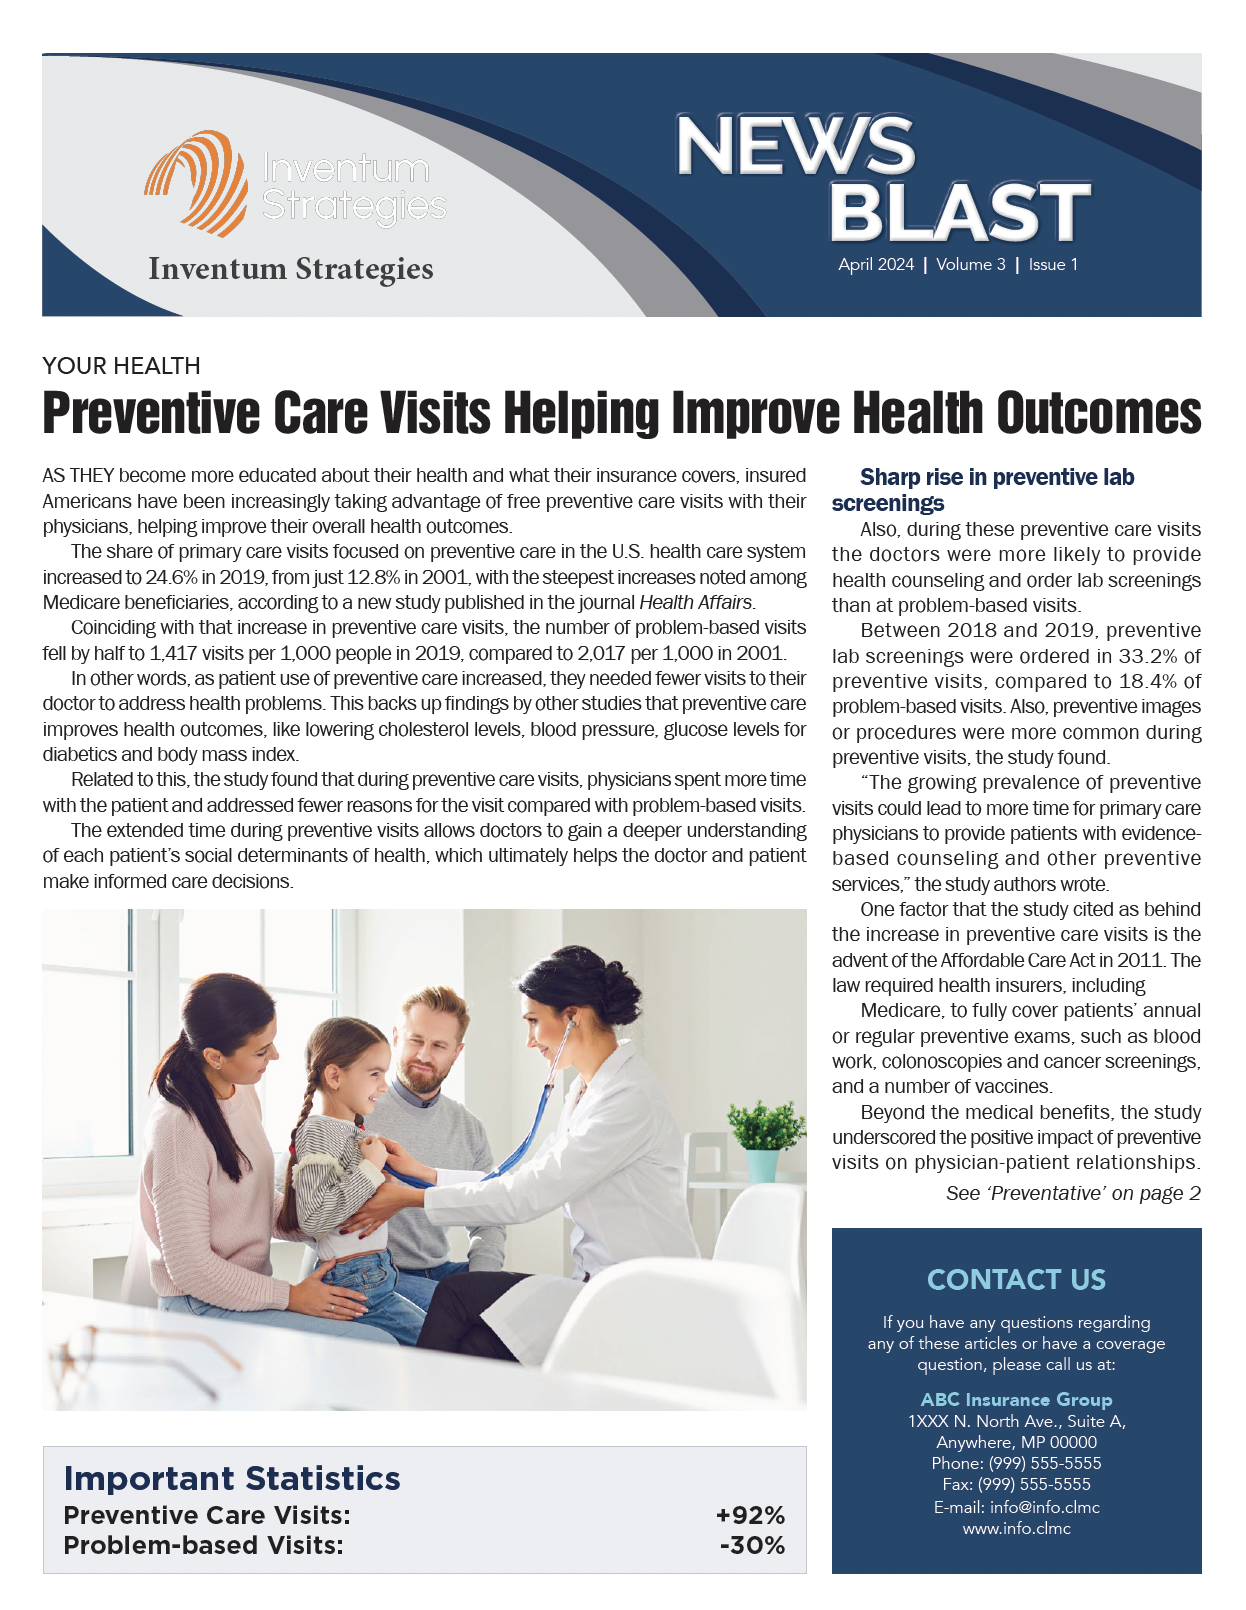 Inventum
Strategies
Inventum Strategies
NEWS
BLAST
April 2024 | Volume 3 | Issue 1
YOUR HEALTH
Preventive Care Visits Helping Improve Health Outcomes
AS THEY become more educated about their health and what their insurance covers, insured
Americans have been increasingly taking advantage of free preventive care visits with their
physicians, helping improve their overall health outcomes.
The share of primary care visits focused on preventive care in the U.S. health care system
increased to 24.6% in 2019, from just 12.8% in 2001, with the steepest increases noted among
Medicare beneficiaries, according to a new study published in the journal Health Affairs.
Coinciding with that increase in preventive care visits, the number of problem-based visits
fell by half to 1,417 visits per 1,000 people in 2019, compared to 2,017 per 1,000 in 2001.
In other words, as patient use of preventive care increased, they needed fewer visits to their
doctor to address health problems. This backs up findings by other studies that preventive care
improves health outcomes, like lowering cholesterol levels, blood pressure, glucose levels for
diabetics and body mass index.
Related to this, the study found that during preventive care visits, physicians spent more time
with the patient and addressed fewer reasons for the visit compared with problem-based visits.
The extended time during preventive visits allows doctors to gain a deeper understanding
of each patient's social determinants of health, which ultimately helps the doctor and patient
make informed care decisions.
Sharp rise in preventive lab
screenings
Also, during these preventive care visits
the doctors were more likely to provide
health counseling and order lab screenings
than at problem-based visits.
Between 2018 and 2019, preventive
lab screenings were ordered in 33.2% of
preventive visits, compared to 18.4% of
problem-based visits. Also, preventive images
or procedures were more common during
preventive visits, the study found.
“The growing prevalence of preventive
visits could lead to more time for primary care
physicians to provide patients with evidence-
based counseling and other preventive
services,” the study authors wrote.
One factor that the study cited as behind
the increase in preventive care visits is the
advent of the Affordable Care Act in 2011. The
law required health insurers, including
Medicare, to fully cover patients’ annual
or regular preventive exams, such as blood
work, colonoscopies and cancer screenings,
and a number of vaccines.
Beyond the medical benefits, the study
underscored the positive impact of preventive
visits on physician-patient relationships.
See ‘Preventative’ on page 2
Important Statistics
Preventive Care Visits: +92%
Problem-based Visits: -30%
CONTACT US
If you have any questions regarding
any of these articles or have a coverage
question, please call us at:
ABC Insurance Group
1XXX N. North Ave., Suite A,
Anywhere, MP 00000
Phone: (999) 555-5555
Fax: (999) 555-5555
E-mail: info@info.clmc
www.info.clmc